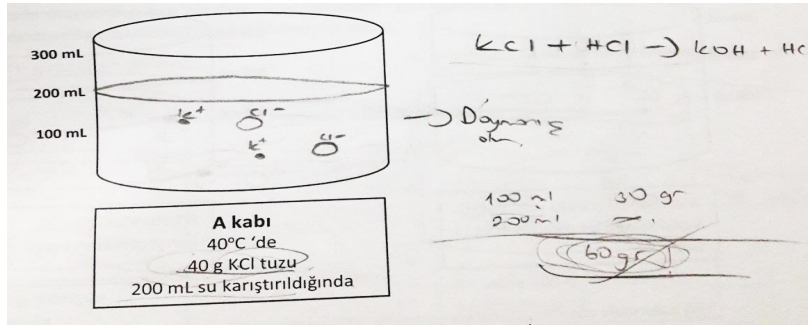 300 mL
200 mL
100 mL
K+
Cl-
K+
Cl-
KCl + HCl -> KOH + HC
-> Doymamış
100 ml 30 gr
200 ml
60 gr
A kabı
40°C 'de
40 g KCl tuzu
200 mL su karıştırıldığında